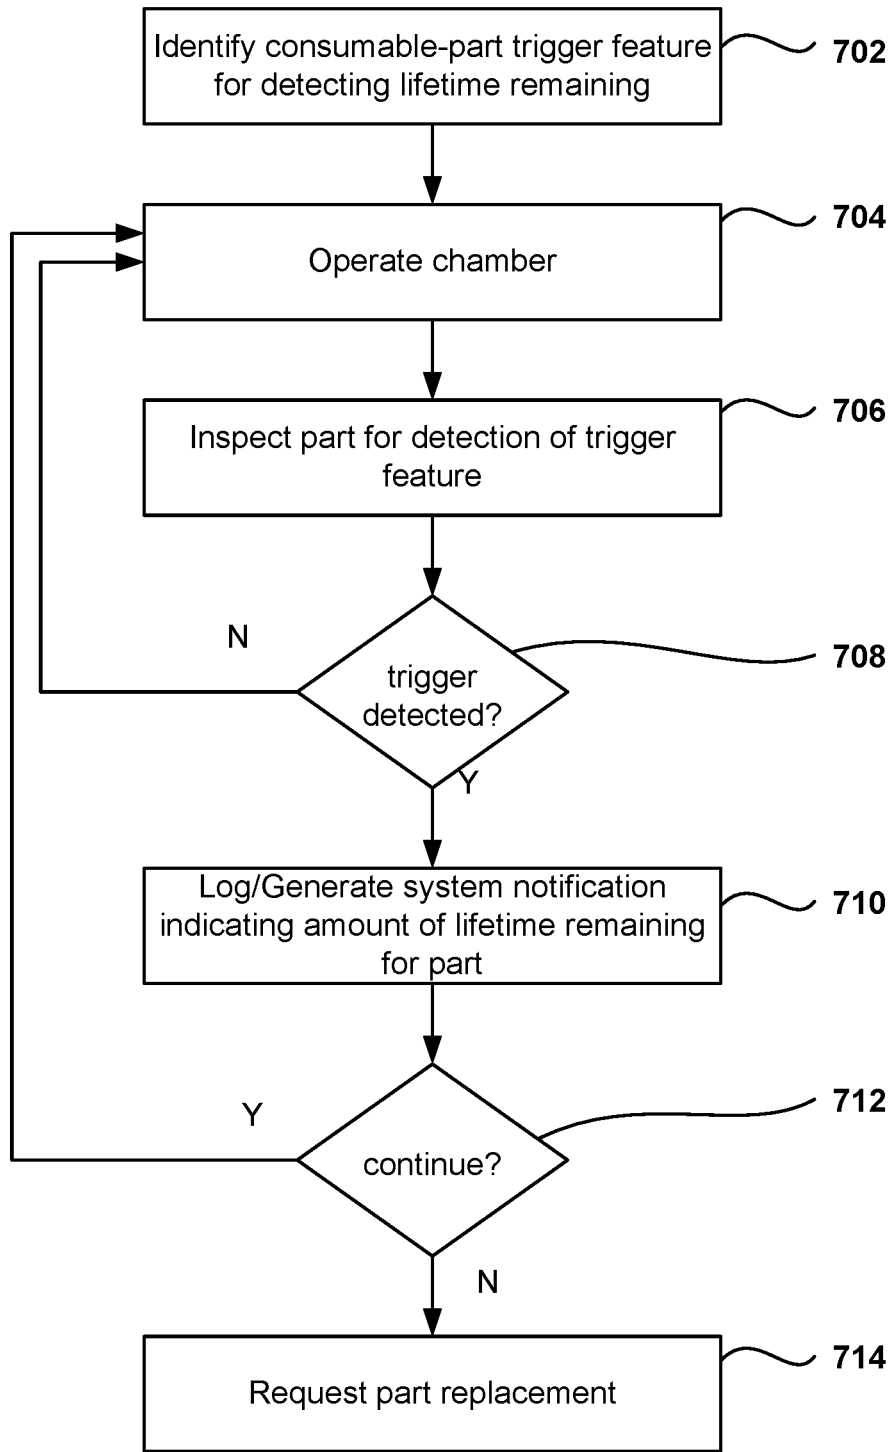 Identify consumable-part trigger feature
for detecting lifetime remaining
702
Operate chamber
704
Inspect part for detection of trigger
feature
706
N
trigger
detected?
708
Y
Log/Generate system notification
indicating amount of lifetime remaining
for part
710
Y
continue?
712
N
Request part replacement
714